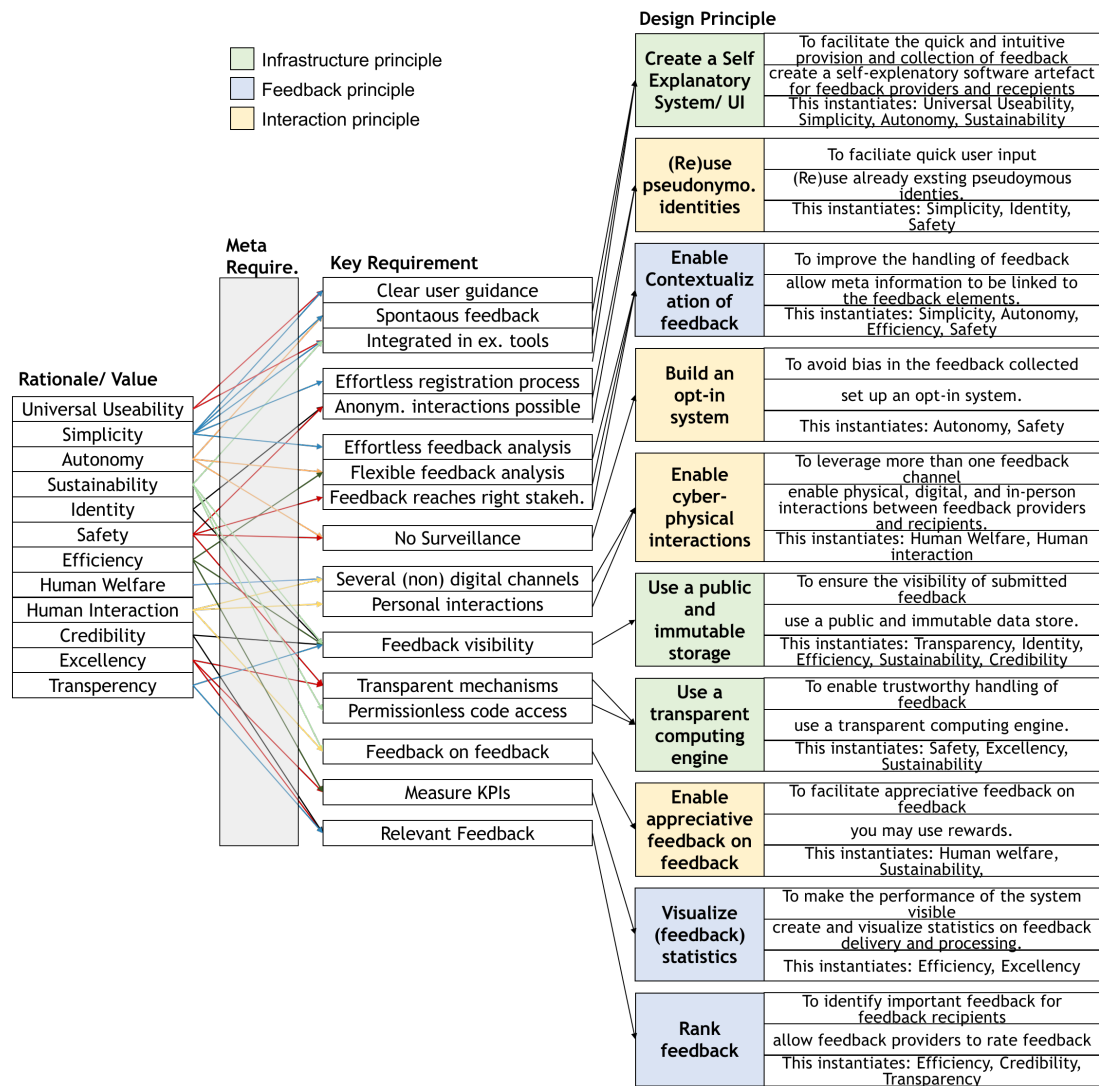 Design Principle
Infrastructure principle
Feedback principle
Interaction principle
Create a Self
Explanatory
System/ UI
To facilitate the quick and intuitive
provision and collection of feedback
create a self-explenatory software artefact
for feedback providers and recepients
This instantiates: Universal Useability,
Simplicity, Autonomy, Sustainability
(Re)use
pseudonymo.
identities
To faciliate quick user input
(Re)use already exsting pseudoymous
identies.
This instantiates: Simplicity, Identity,
Safety
Enable
Contextualiz
ation of
feedback
To improve the handling of feedback
allow meta information to be linked to
the feedback elements.
This instantiates: Simplicity, Autonomy,
Efficiency, Safety
Build an
opt-in
system
To avoid bias in the feedback collected
set up an opt-in system.
This instantiates: Autonomy, Safety
Enable
cyber-
physical
interactions
To leverage more than one feedback
channel
enable physical, digital, and in-person
interactions between feedback providers
and recipients.
This instantiates: Human Welfare, Human
interaction
Use a public
and
immutable
storage
To ensure the visibility of submitted
feedback
use a public and immutable data store.
This instantiates: Transparency, Identity,
Efficiency, Sustainability, Credibility
Use a
transparent
computing
engine
To enable trustworthy handling of
feedback
use a transparent computing engine.
This instantiates: Safety, Excellency,
Sustainability
Enable
appreciative
feedback on
feedback
To facilitate appreciative feedback on
feedback
you may use rewards.
This instantiates: Human welfare,
Sustainability,
Visualize
(feedback)
statistics
To make the performance of the system
visible
create and visualize statistics on feedback
delivery and processing.
This instantiates: Efficiency, Excellency
Rank
feedback
To identify important feedback for
feedback recipients
allow feedback providers to rate feedback
This instantiates: Efficiency, Credibility,
Transparency
Meta
Require.
Key Requirement
Clear user guidance
Spontaous feedback
Integrated in ex. tools
Effortless registration process
Anonym. interactions possible
Effortless feedback analysis
Flexible feedback analysis
Feedback reaches right stakeh.
No Surveillance
Several (non) digital channels
Personal interactions
Feedback visibility
Transparent mechanisms
Permissionless code access
Feedback on feedback
Measure KPIs
Relevant Feedback
Rationale/ Value
Universal Useability
Simplicity
Autonomy
Sustainability
Identity
Safety
Efficiency
Human Welfare
Human Interaction
Credibility
Excellency
Transperency